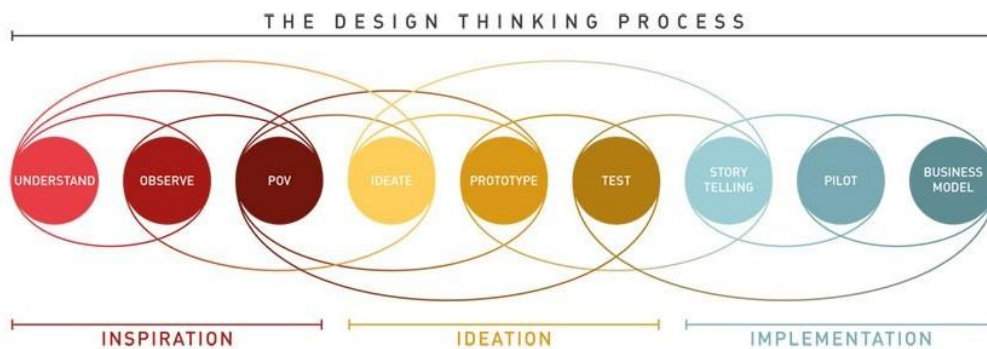 THE DESIGN THINKING PROCESS
UNDERSTAND
OBSERVE
POV
IDEATE
PROTOTYPE
TEST
STORY
TELLING
PILOT
BUSINESS
MODEL
INSPIRATION
IDEATION
IMPLEMENTATION